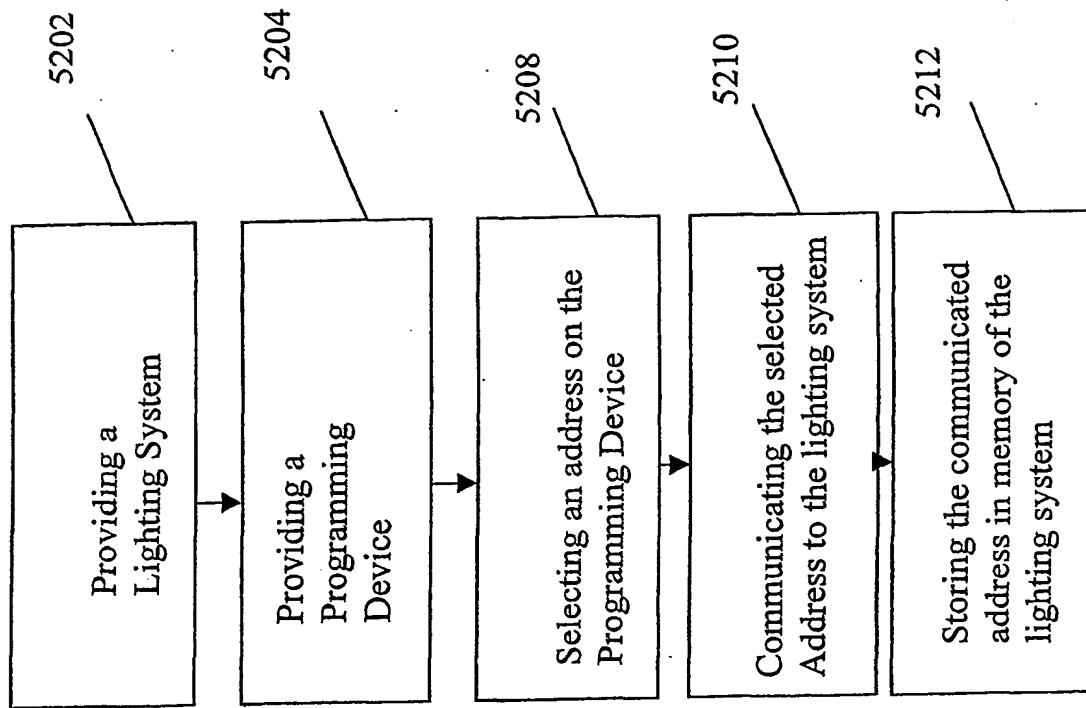 5202
Providing a
Lighting System
5204
Providing a
Programming
Device
5208
Selecting an address on the
Programming Device
5210
Communicating the selected
Address to the lighting system
5212
Storing the communicated
address in memory of the
lighting system